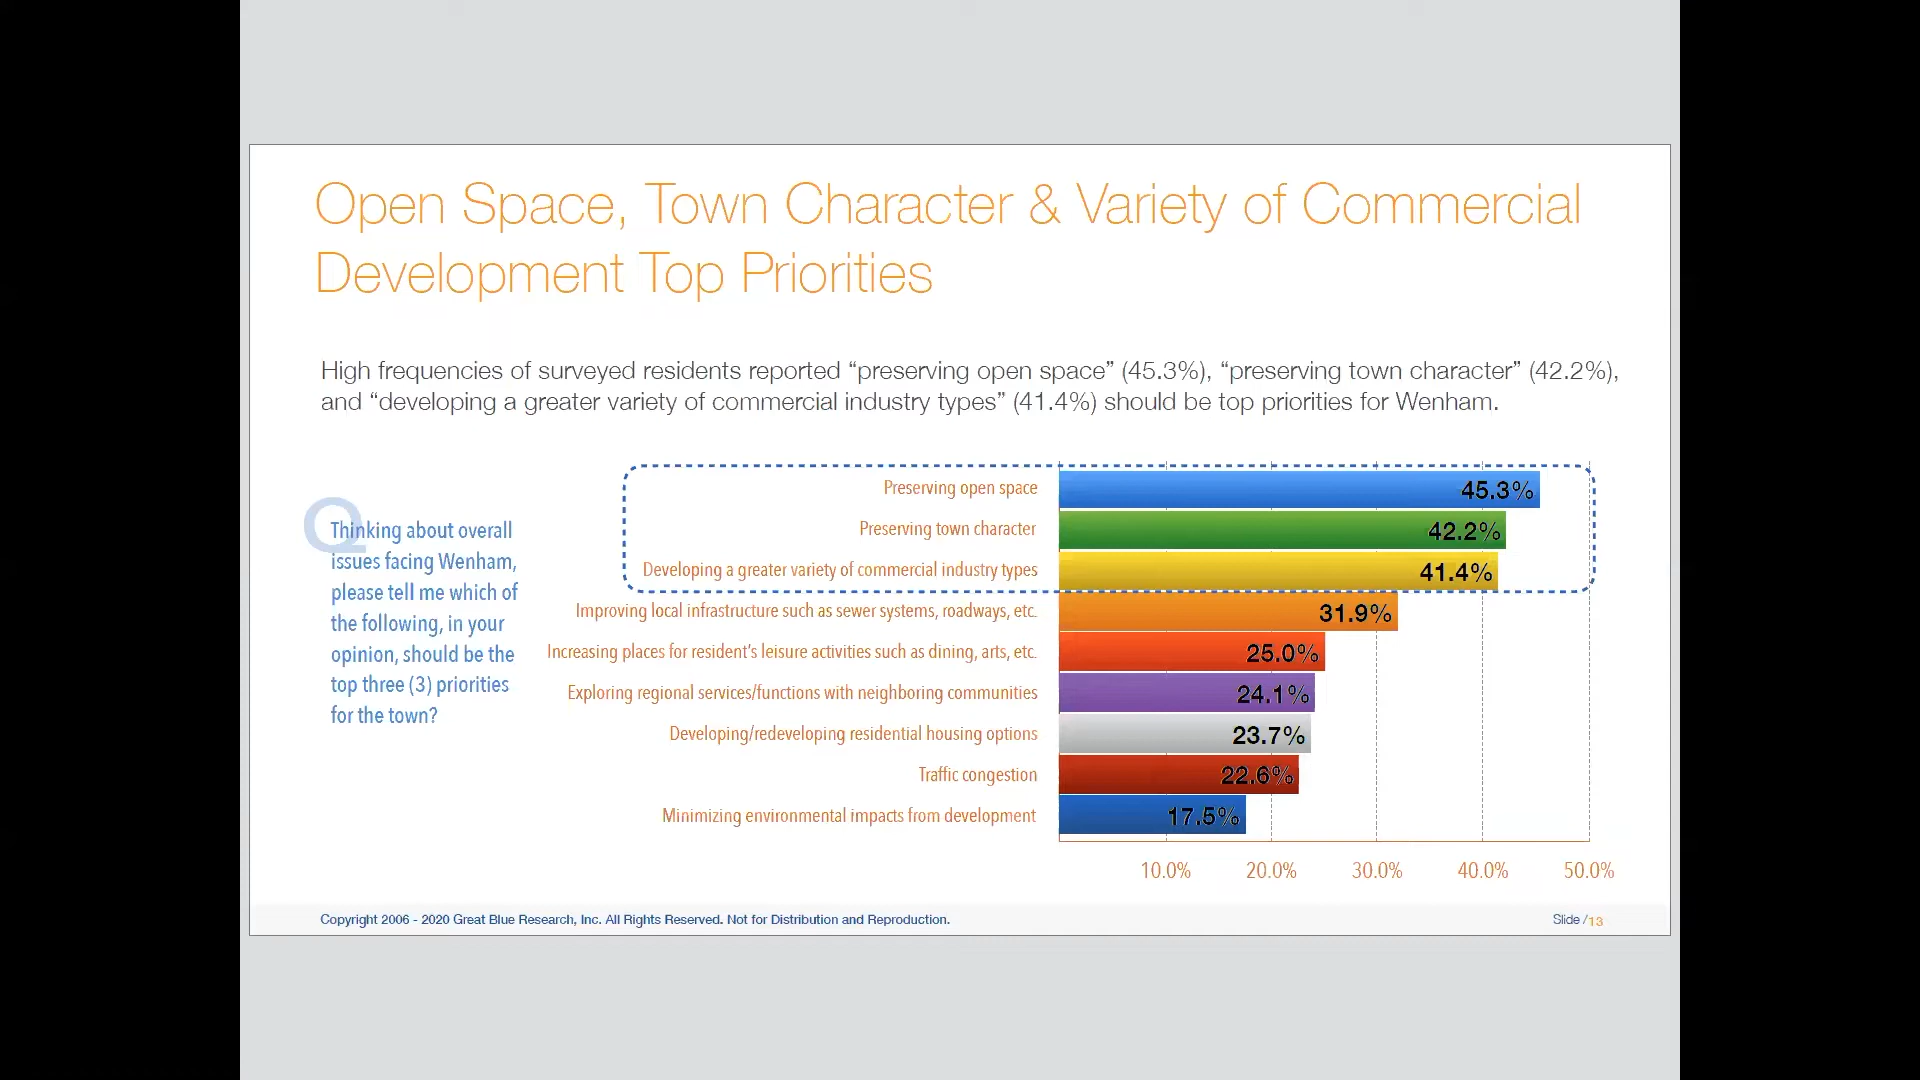 Open Space, Town Character & Variety of Commercial
Development Top Priorities
High frequencies of surveyed residents reported “preserving open space” (45.3%), “preserving town character” (42.2%),
and “developing a greater variety of commercial industry types” (41.4%) should be top priorities for Wenham.
Q
Thinking about overall
issues facing Wenham,
please tell me which of
the following, in your
opinion, should be the
top three (3) priorities
for the town?
Preserving open space 45.3%
Preserving town character 42.2%
Developing a greater variety of commercial industry types 41.4%
Improving local infrastructure such as sewer systems, roadways, etc. 31.9%
Increasing places for resident’s leisure activities such as dining, arts, etc. 25.0%
Exploring regional services/functions with neighboring communities 24.1%
Developing/redeveloping residential housing options 23.7%
Traffic congestion 22.6%
Minimizing environmental impacts from development 17.5%
10.0% 20.0% 30.0% 40.0% 50.0%
Copyright 2006 - 2020 Great Blue Research, Inc. All Rights Reserved. Not for Distribution and Reproduction.
Slide /13